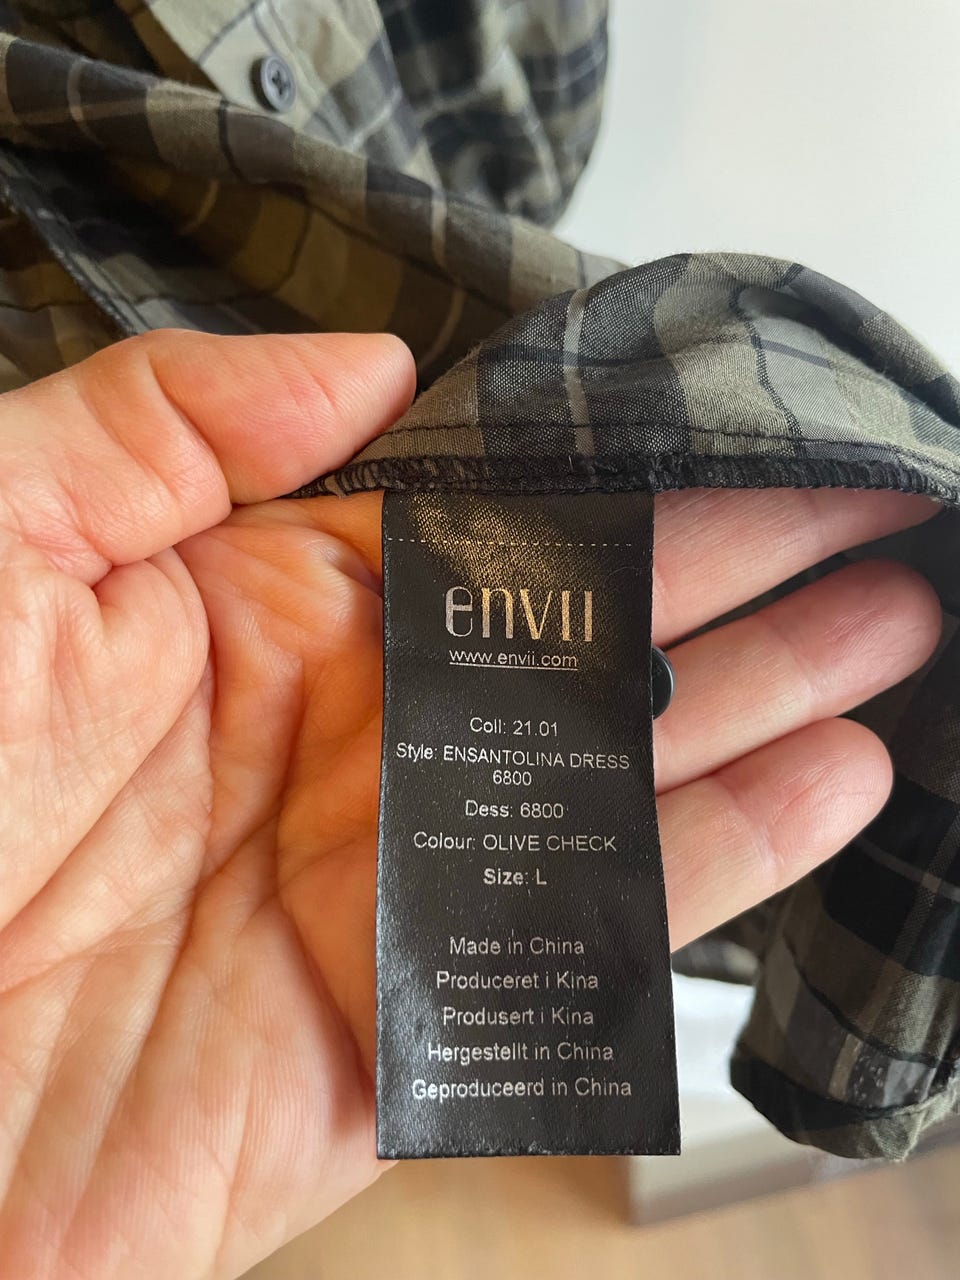 envii
www.envii.com
Coll: 21.01
Style: ENSANTOLINA DRESS
6800
Dess: 6800
Colour: OLIVE CHECK
Size: L
Made in China
Produceret i Kina
Produsert i Kina
Hergestellt in China
Geproduceerd in China